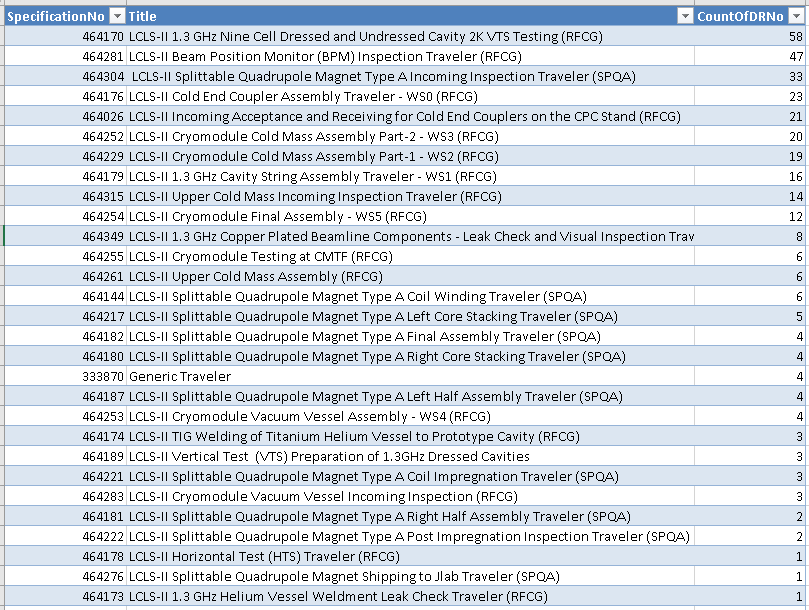 SpecificationNo Title CountOfDRNo
464170 LCLS-II 1.3 GHz Nine Cell Dressed and Undressed Cavity 2K VTS Testing (RFCG) 58
464281 LCLS-II Beam Position Monitor (BPM) Inspection Traveler (RFCG) 47
464304 LCLS-II Splittable Quadrupole Magnet Type A Incoming Inspection Traveler (SPQA) 33
464176 LCLS-II Cold End Coupler Assembly Traveler - WS0 (RFCG) 23
464026 LCLS-II Incoming Acceptance and Receiving for Cold End Couplers on the CPC Stand (RFCG) 21
464252 LCLS-II Cryomodule Cold Mass Assembly Part-2 - WS3 (RFCG) 20
464229 LCLS-II Cryomodule Cold Mass Assembly Part-1 - WS2 (RFCG) 19
464179 LCLS-II 1.3 GHz Cavity String Assembly Traveler - WS1 (RFCG) 16
464315 LCLS-II Upper Cold Mass Incoming Inspection Traveler (RFCG) 14
464254 LCLS-II Cryomodule Final Assembly - WS5 (RFCG) 12
464349 LCLS-II 1.3 GHz Copper Plated Beamline Components - Leak Check and Visual Inspection Trav 8
464255 LCLS-II Cryomodule Testing at CMTF (RFCG) 6
464261 LCLS-II Upper Cold Mass Assembly (RFCG) 6
464144 LCLS-II Splittable Quadrupole Magnet Type A Coil Winding Traveler (SPQA) 6
464217 LCLS-II Splittable Quadrupole Magnet Type A Left Core Stacking Traveler (SPQA) 5
464182 LCLS-II Splittable Quadrupole Magnet Type A Final Assembly Traveler (SPQA) 4
464180 LCLS-II Splittable Quadrupole Magnet Type A Right Core Stacking Traveler (SPQA) 4
333870 Generic Traveler 4
464187 LCLS-II Splittable Quadrupole Magnet Type A Left Half Assembly Traveler (SPQA) 4
464253 LCLS-II Cryomodule Vacuum Vessel Assembly - WS4 (RFCG) 4
464174 LCLS-II TIG Welding of Titanium Helium Vessel to Prototype Cavity (RFCG) 3
464189 LCLS-II Vertical Test (VTS) Preparation of 1.3GHz Dressed Cavities 3
464221 LCLS-II Splittable Quadrupole Magnet Type A Coil Impregnation Traveler (SPQA) 3
464283 LCLS-II Cryomodule Vacuum Vessel Incoming Inspection (RFCG) 3
464181 LCLS-II Splittable Quadrupole Magnet Type A Right Half Assembly Traveler (SPQA) 2
464222 LCLS-II Splittable Quadrupole Magnet Type A Post Impregnation Inspection Traveler (SPQA) 2
464178 LCLS-II Horizontal Test (HTS) Traveler (RFCG) 1
464276 LCLS-II Splittable Quadrupole Magnet Shipping to Jlab Traveler (SPQA) 1
464173 LCLS-II 1.3 GHz Helium Vessel Weldment Leak Check Traveler (RFCG) 1